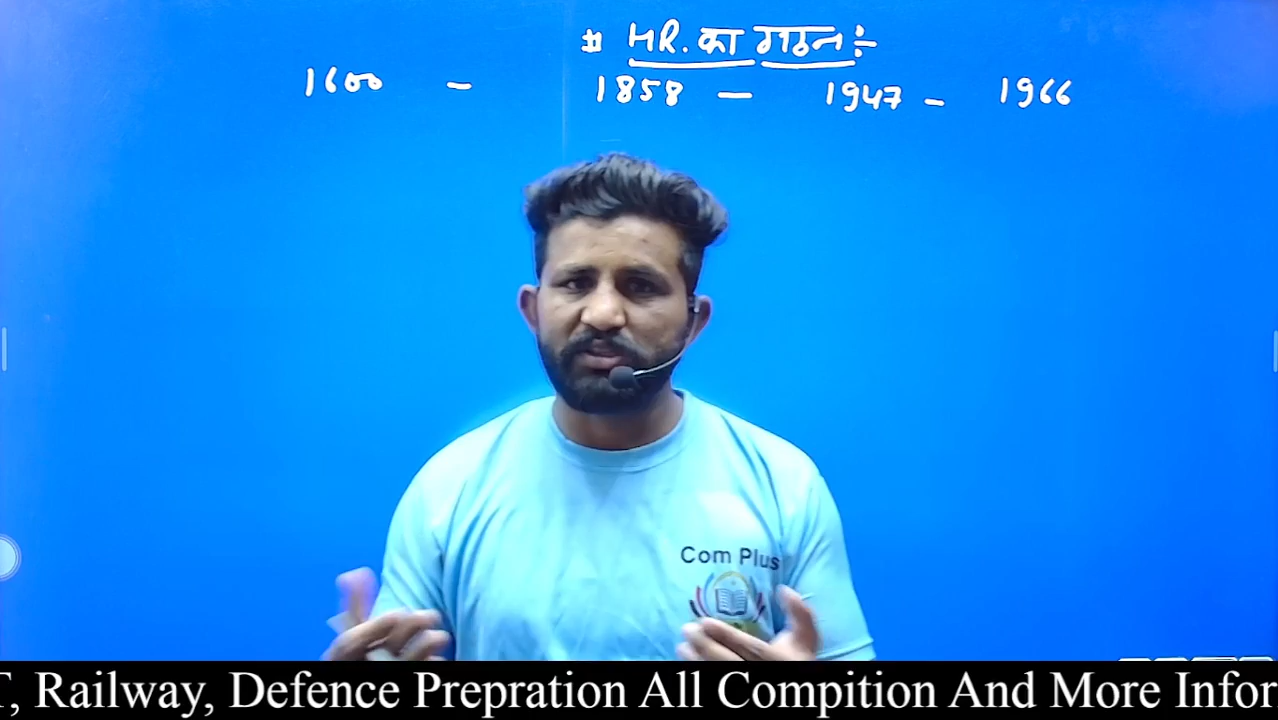 # HR. का गठन :-
1600 - 1858 - 1947 - 1966
Com Plus
, Railway, Defence Prepration All Compition And More Infor